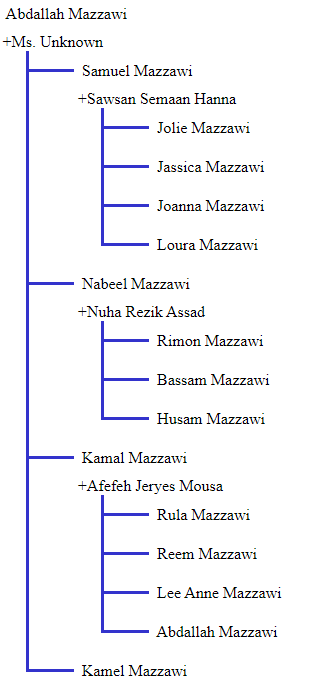 Abdallah Mazzawi
+Ms. Unknown
Samuel Mazzawi
+Sawsan Semaan Hanna
Jolie Mazzawi
Jassica Mazzawi
Joanna Mazzawi
Loura Mazzawi
Nabeel Mazzawi
+Nuha Rezik Assad
Rimon Mazzawi
Bassam Mazzawi
Husam Mazzawi
Kamal Mazzawi
+Afefeh Jeryes Mousa
Rula Mazzawi
Reem Mazzawi
Lee Anne Mazzawi
Abdallah Mazzawi
Kamel Mazzawi